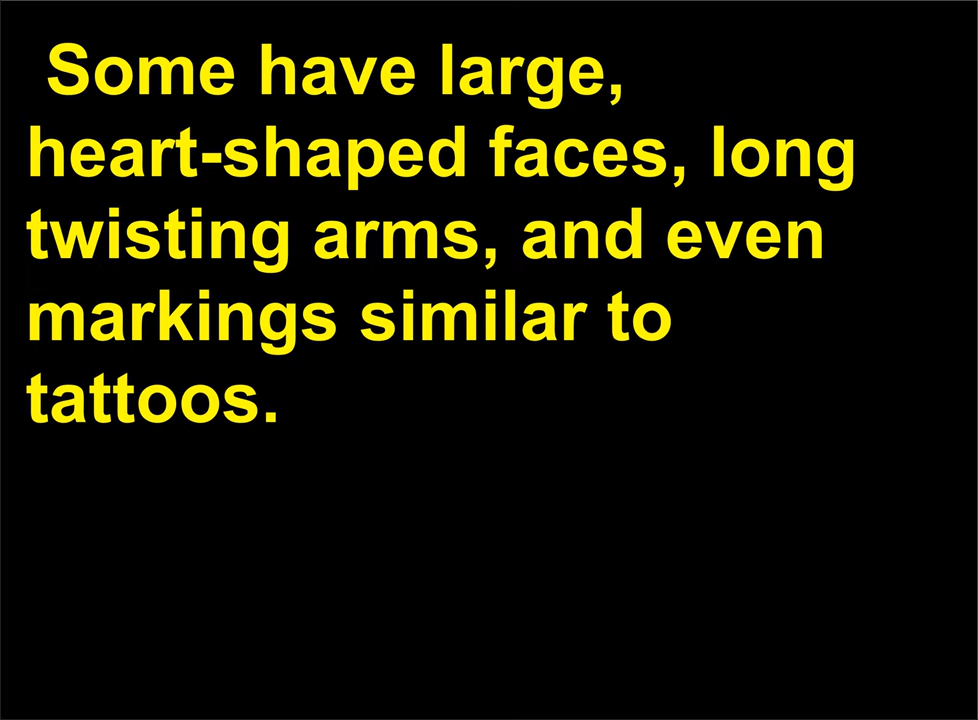 Some have large,
heart-shaped faces, long
twisting arms, and even
markings similar to
tattoos.